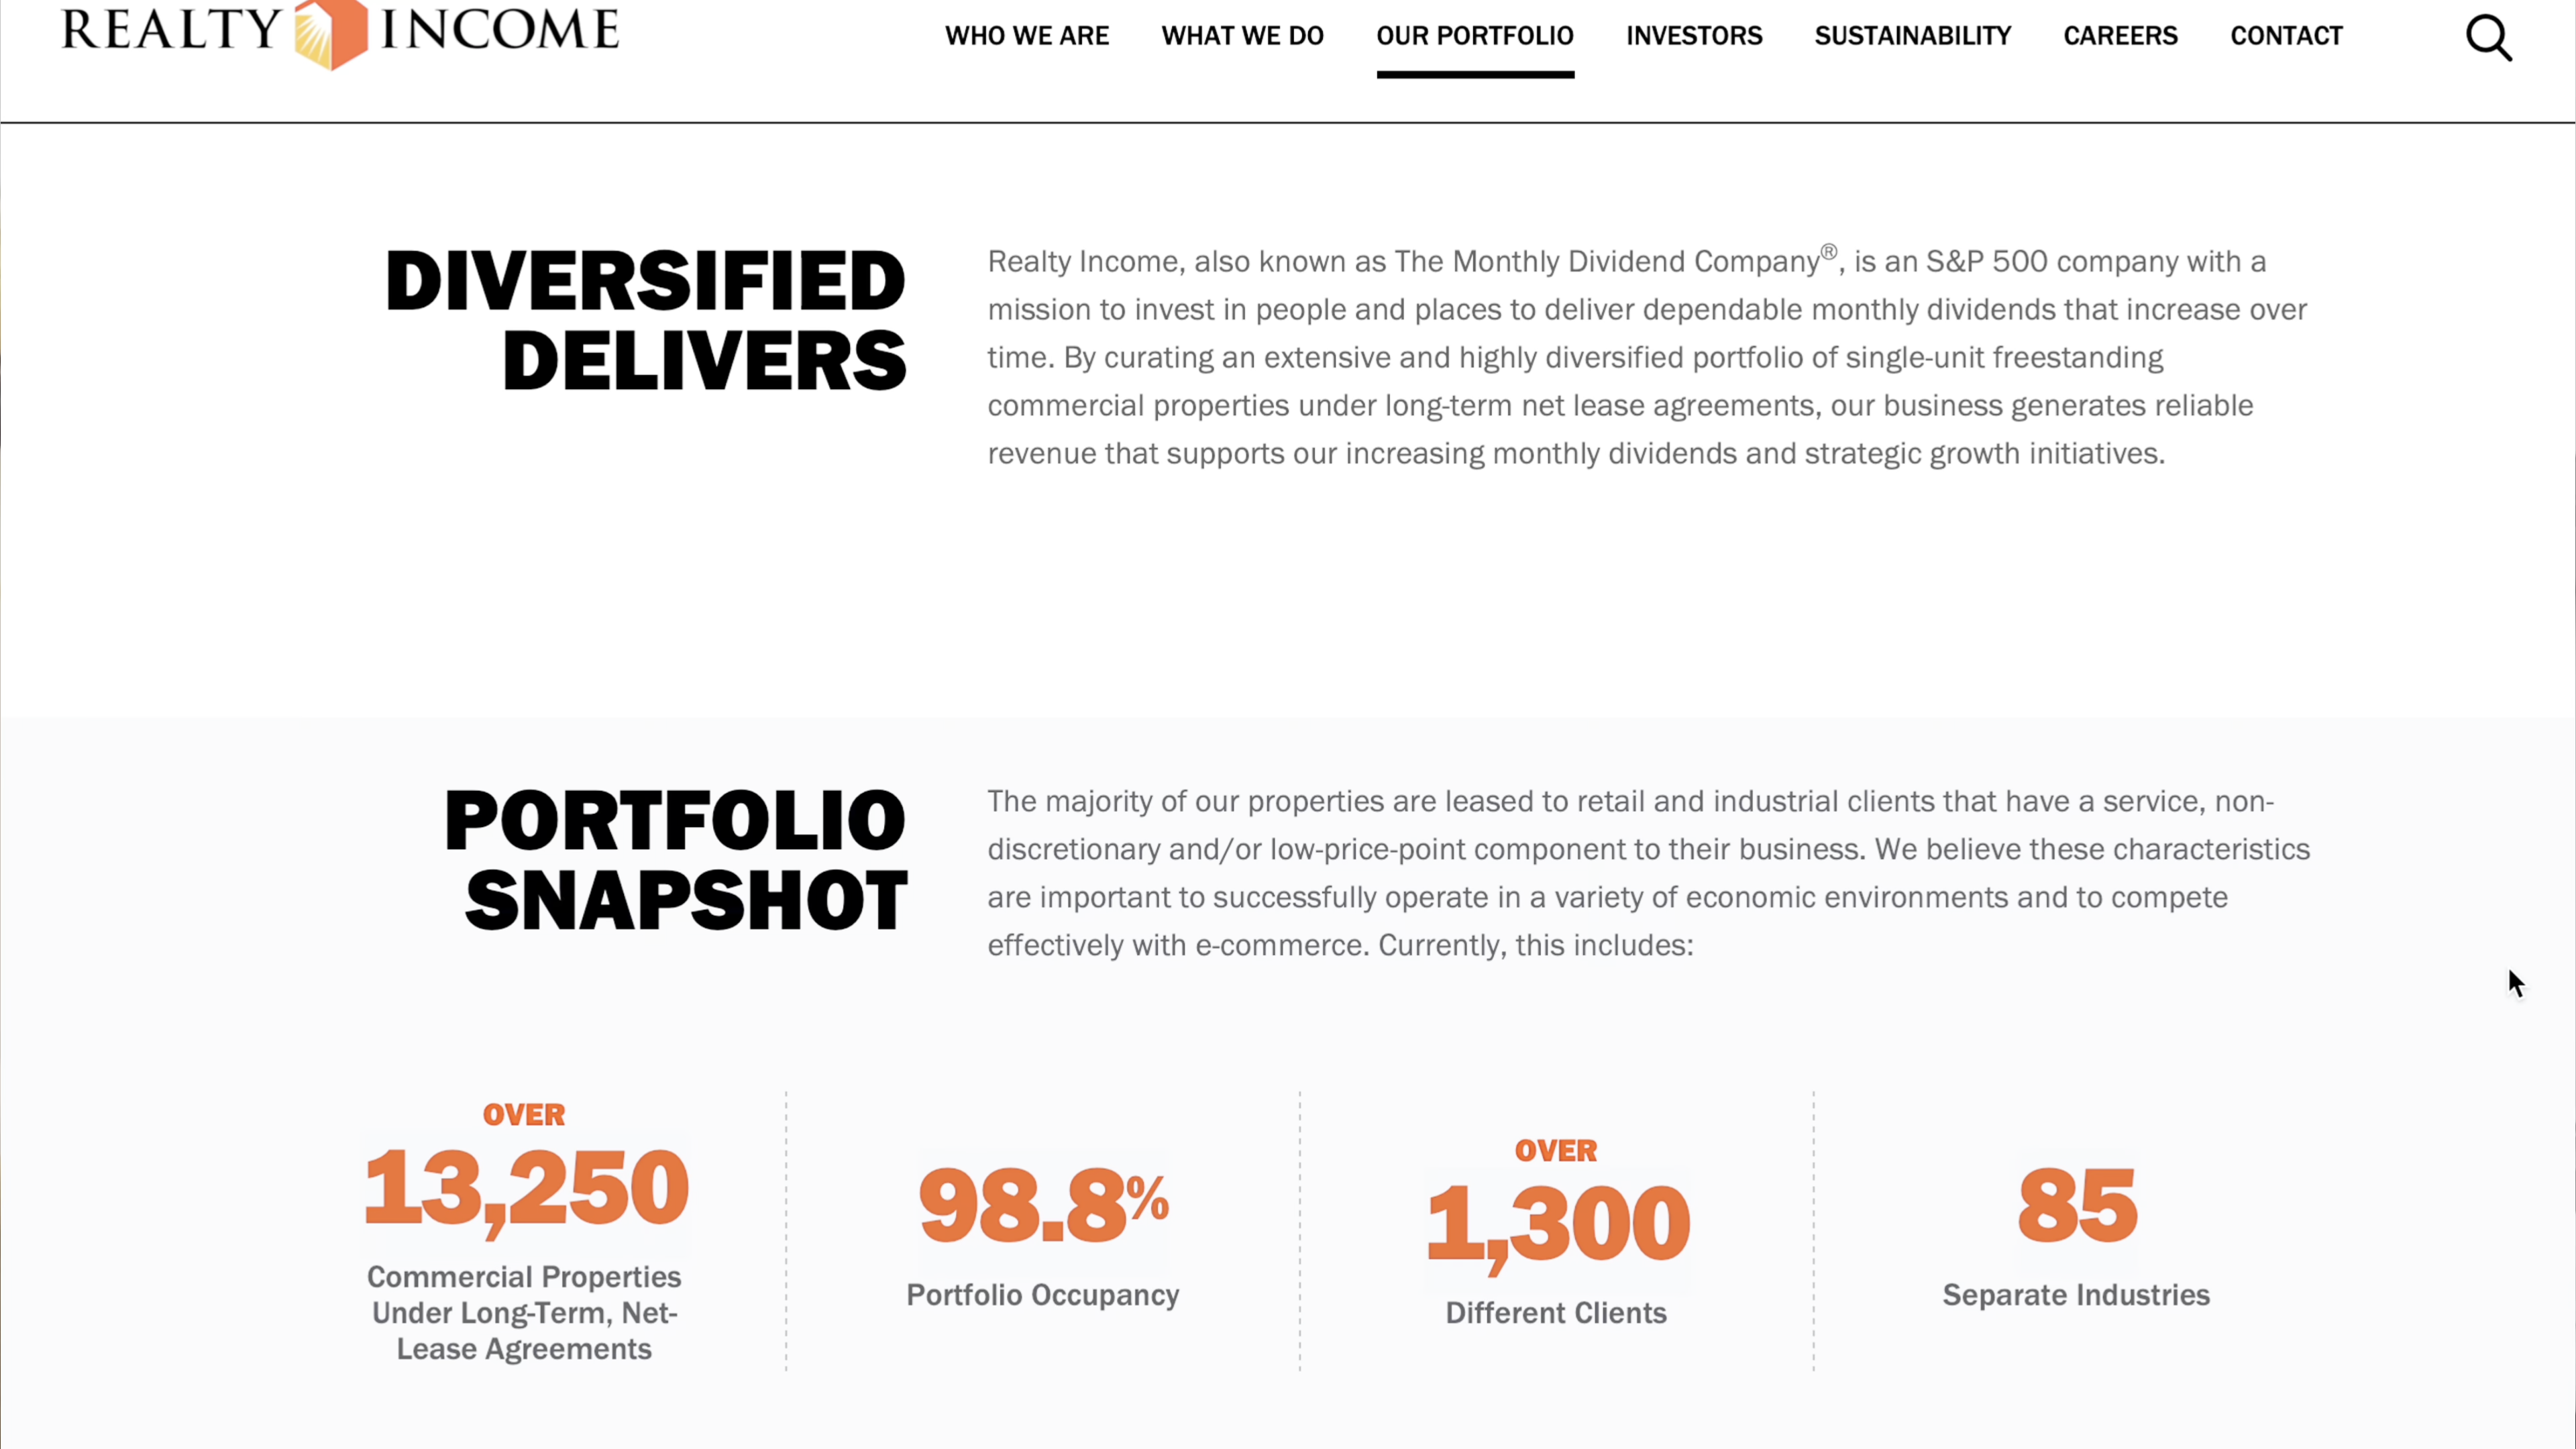 REALTY INCOME
WHO WE ARE
WHAT WE DO
OUR PORTFOLIO
INVESTORS
SUSTAINABILITY
CAREERS
CONTACT
DIVERSIFIED
DELIVERS
Realty Income, also known as The Monthly Dividend Company®, is an S&P 500 company with a
mission to invest in people and places to deliver dependable monthly dividends that increase over
time. By curating an extensive and highly diversified portfolio of single-unit freestanding
commercial properties under long-term net lease agreements, our business generates reliable
revenue that supports our increasing monthly dividends and strategic growth initiatives.
PORTFOLIO
SNAPSHOT
The majority of our properties are leased to retail and industrial clients that have a service, non-
discretionary and/or low-price-point component to their business. We believe these characteristics
are important to successfully operate in a variety of economic environments and to compete
effectively with e-commerce. Currently, this includes:
OVER
13,250
Commercial Properties
Under Long-Term, Net-
Lease Agreements
98.8%
Portfolio Occupancy
OVER
1,300
Different Clients
85
Separate Industries